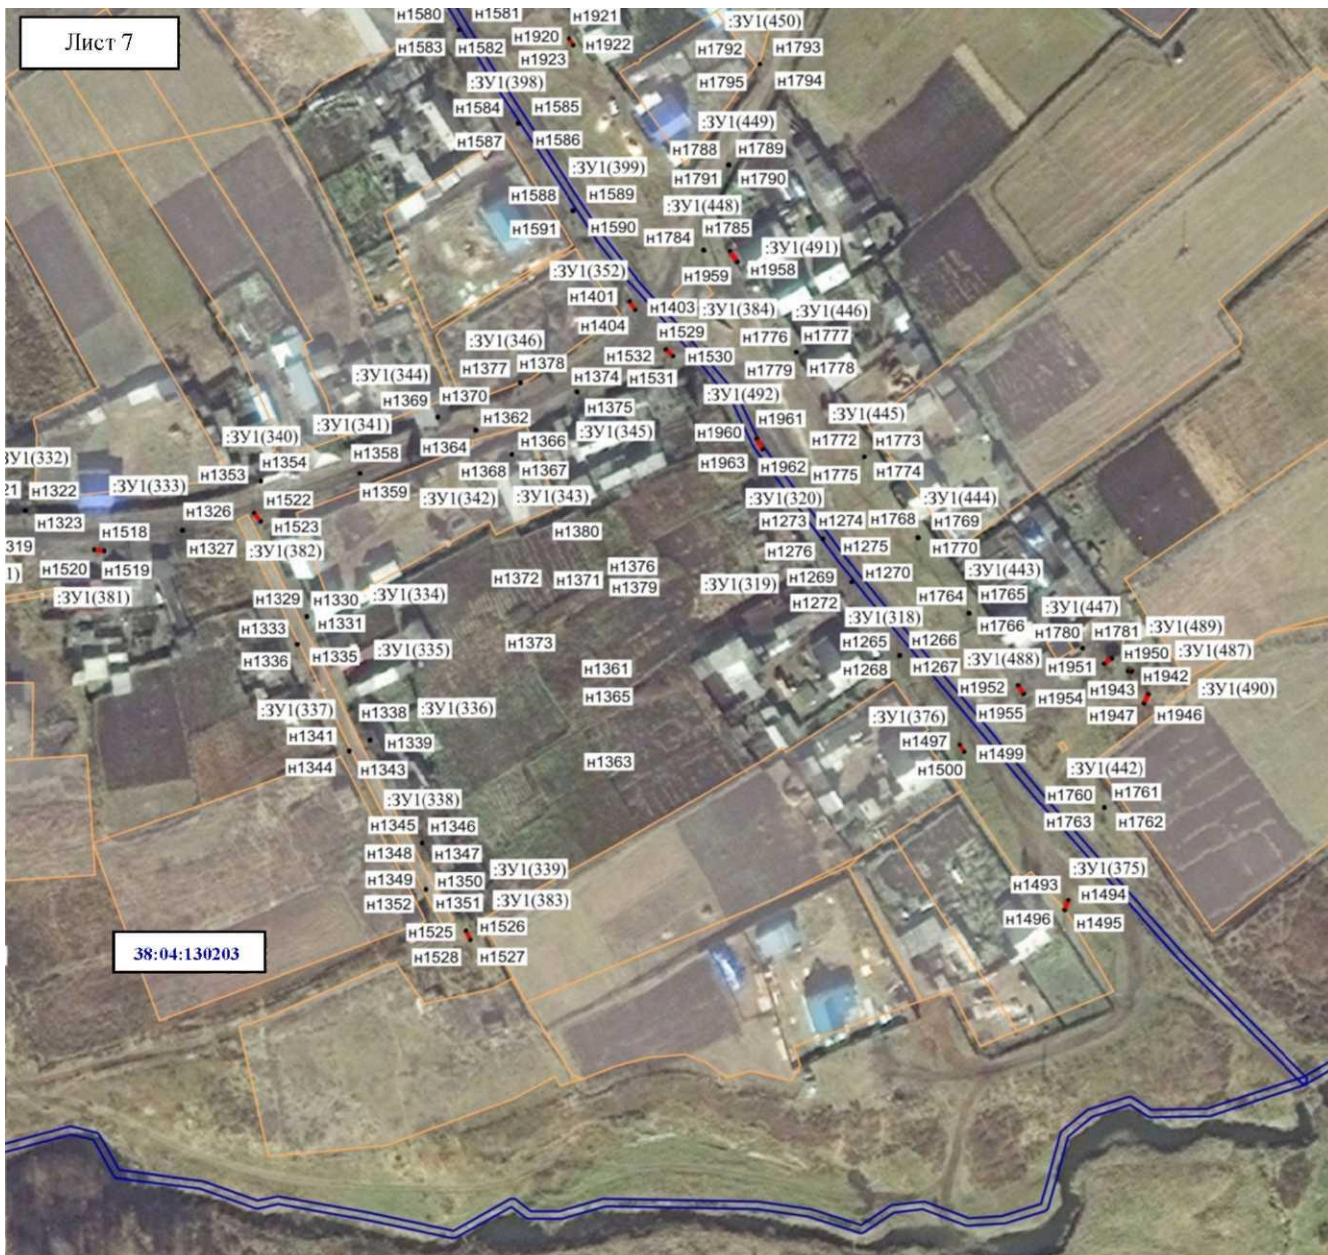 Лист 7
н1580
н1581
н1921
:ЗУ1(450)
н1583
н1582
н1920
н1922
н1923
н1792
н1793
:ЗУ1(398)
н1795
н1794
н1584
н1585
:ЗУ1(449)
н1587
н1586
н1788
н1789
:ЗУ1(399)
н1791
н1790
н1588
н1589
:ЗУ1(448)
н1591
н1590
н1784
н1785
:ЗУ1(491)
:ЗУ1(352)
н1959
н1958
н1401
н1403
:ЗУ1(384)
:ЗУ1(446)
н1404
н1529
н1776
н1777
:ЗУ1(346)
н1532
н1530
н1779
н1778
:ЗУ1(344)
н1377
н1378
н1374
н1531
н1369
н1370
н1375
:ЗУ1(492)
:ЗУ1(341)
н1362
:ЗУ1(345)
н1961
:ЗУ1(445)
:ЗУ1(340)
н1358
н1364
н1366
н1960
н1772
н1773
ЗУ1(332)
н1354
н1368
н1367
н1963
н1962
н1775
н1774
н1353
н1359
:ЗУ1(342)
:ЗУ1(343)
:ЗУ1(320)
:ЗУ1(444)
21
н1322
:ЗУ1(333)
н1326
н1522
н1273
н1274
н1768
н1769
н1323
н1518
н1523
н1380
н1276
н1275
н1770
319
н1327
:ЗУ1(382)
н1376
:ЗУ1(443)
н1520
н1519
н1372
н1371
н1379
:ЗУ1(319)
н1269
н1270
1)
:ЗУ1(381)
н1329
н1330
:ЗУ1(334)
н1272
н1764
н1765
:ЗУ1(447)
н1333
н1331
:ЗУ1(318)
н1766
н1780
н1781
:ЗУ1(489)
н1336
н1335
:ЗУ1(335)
н1373
н1265
н1266
н1950
:ЗУ1(487)
н1361
н1268
н1267
:ЗУ1(488)
н1951
н1942
н1365
н1952
н1954
н1943
:ЗУ1(490)
:ЗУ1(337)
н1338
:ЗУ1(336)
:ЗУ1(376)
н1955
н1947
н1946
н1341
н1339
н1497
н1499
н1344
н1343
н1363
н1500
:ЗУ1(442)
:ЗУ1(338)
н1760
н1761
н1345
н1346
н1763
н1762
н1348
н1347
:ЗУ1(339)
:ЗУ1(375)
н1349
н1350
:ЗУ1(383)
н1493
н1494
н1352
н1351
н1496
н1495
н1525
н1526
38:04:130203
н1528
н1527